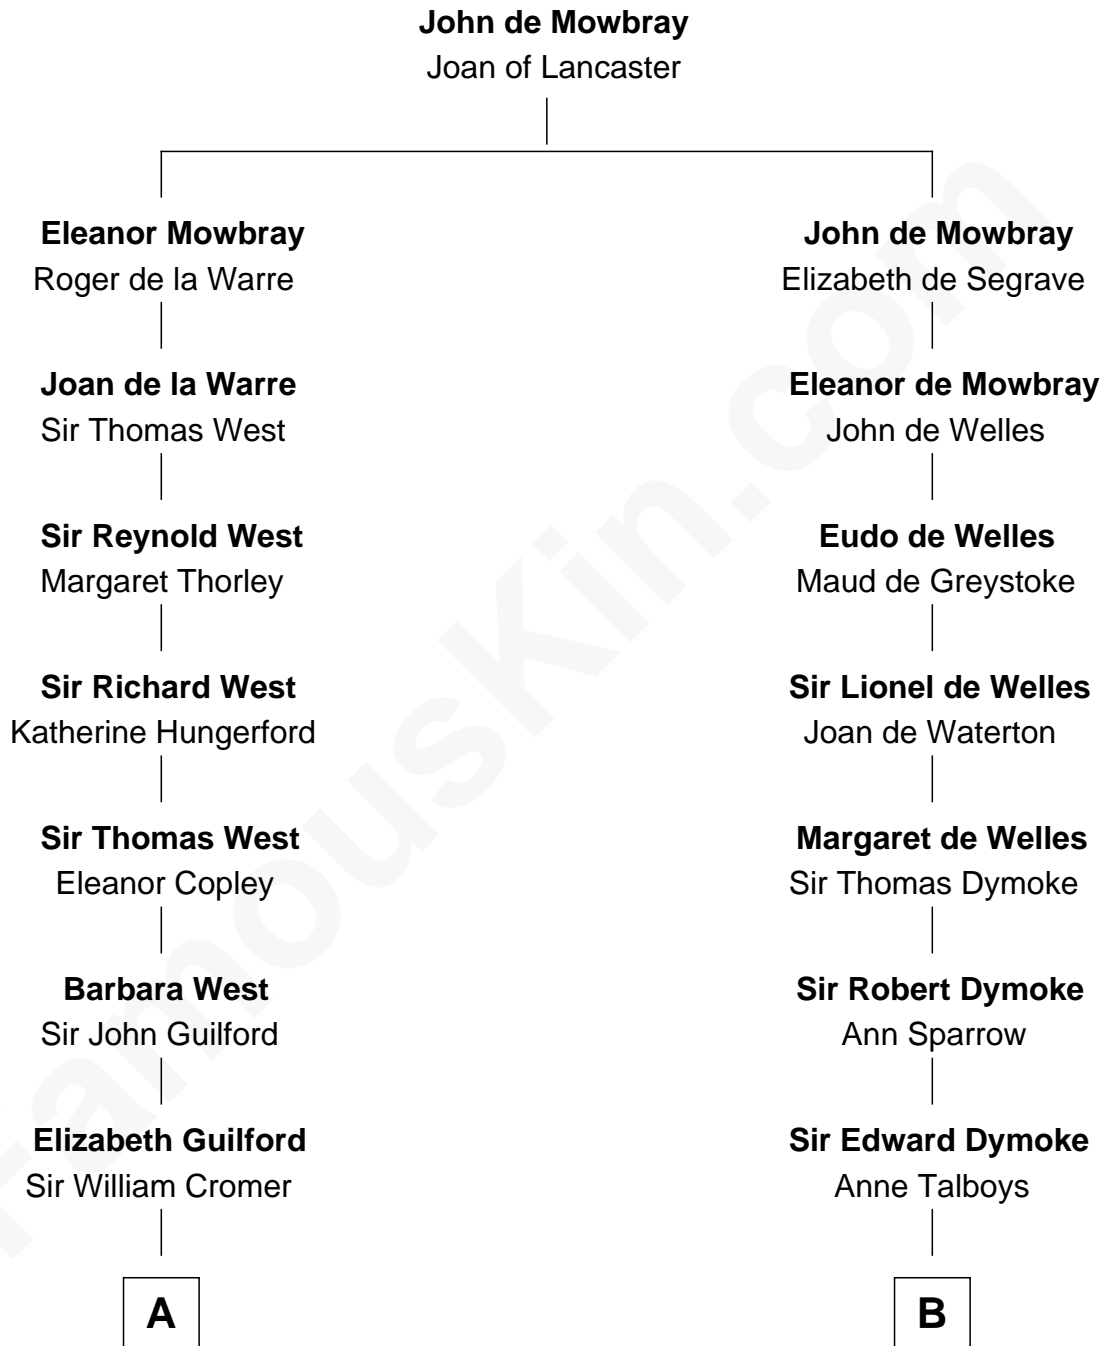 John de Mowbray
Joan of Lancaster
Eleanor Mowbray
Roger de la Warre
John de Mowbray
Elizabeth de Segrave
Joan de la Warre
Sir Thomas West
Eleanor de Mowbray
John de Welles
Sir Reynold West
Margaret Thorley
Eudo de Welles
Maud de Greystoke
Sir Richard West
Katherine Hungerford
Sir Lionel de Welles
Joan de Waterton
Sir Thomas West
Eleanor Copley
Margaret de Welles
Sir Thomas Dymoke
Barbara West
Sir John Guilford
Sir Robert Dymoke
Ann Sparrow
Elizabeth Guilford
Sir William Cromer
Sir Edward Dymoke
Anne Talboys
A
B
FamousKin.com